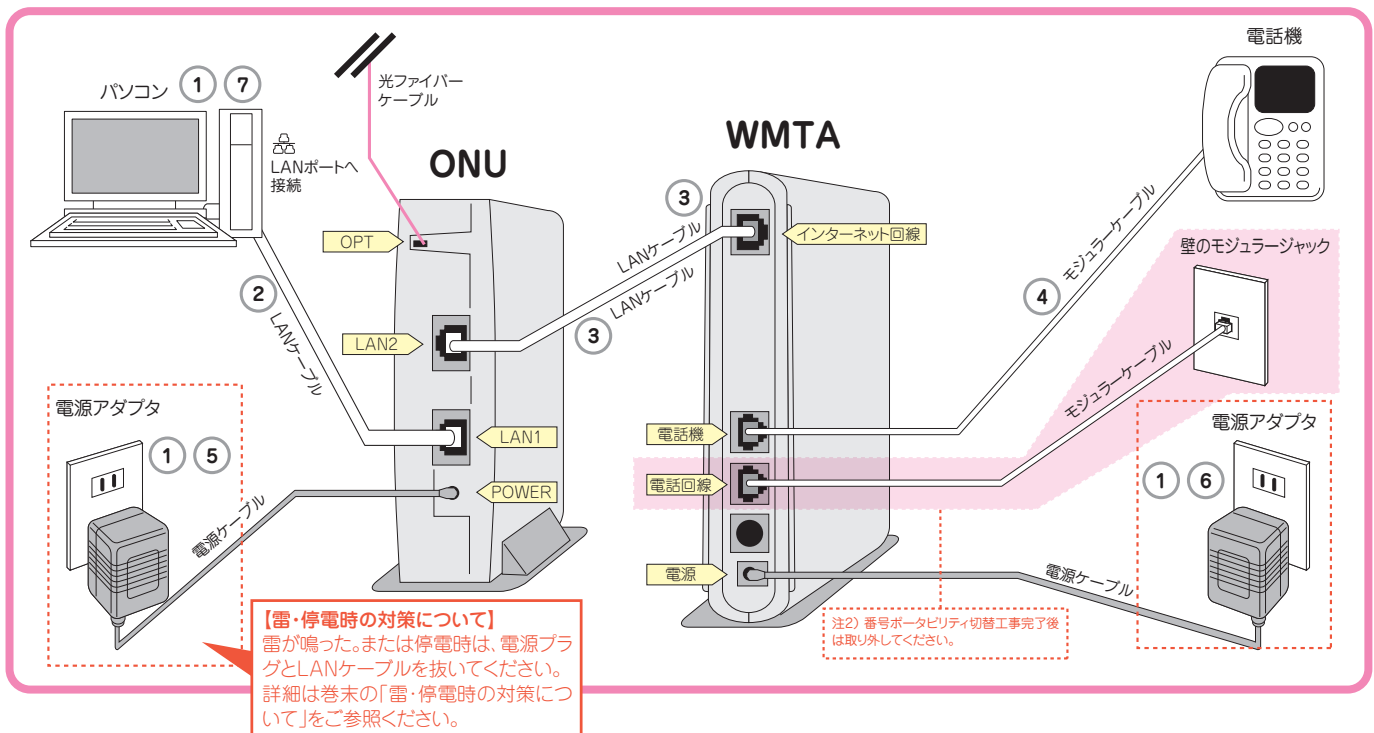 電話機
パソコン
1
7
光ファイバー
ケーブル
LANポートへ
接続
ONU
WMTA
3
OPT
インターネット回線
LANケーブル
LANケーブル
3
モジュラーケーブル
4
壁のモジュラージャック
2
LANケーブル
LAN2
モジュラーケーブル
電源アダプタ
1
5
LAN1
POWER
電源ケーブル
電話機
電話回線
電源
電源アダプタ
1
6
電源ケーブル
【雷・停電時の対策について】
雷が鳴った。または停電時は、電源プラ
グとLANケーブルを抜いてください。
詳細は巻末の「雷・停電時の対策につ
いて」をご参照ください。
注2） 番号ポータビリティ切替工事完了後
は取り外してください。